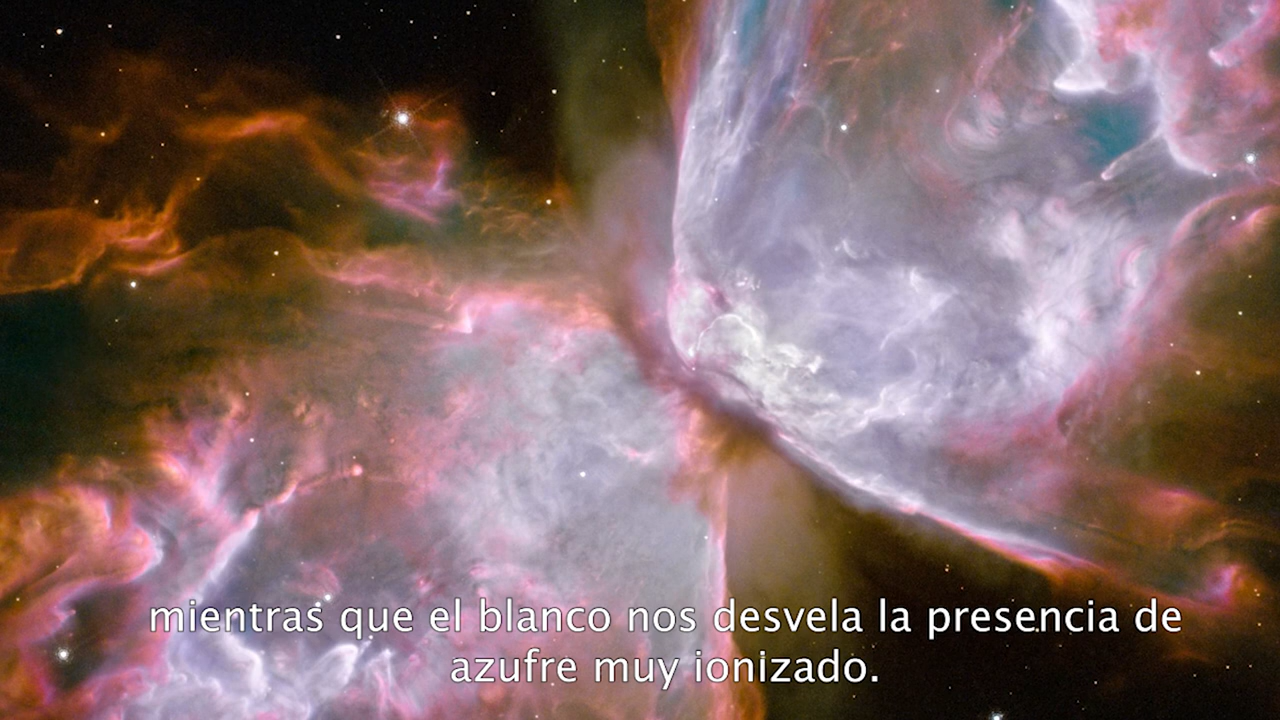 mientras que el blanco nos desvela la presencia de
azufre muy ionizado.